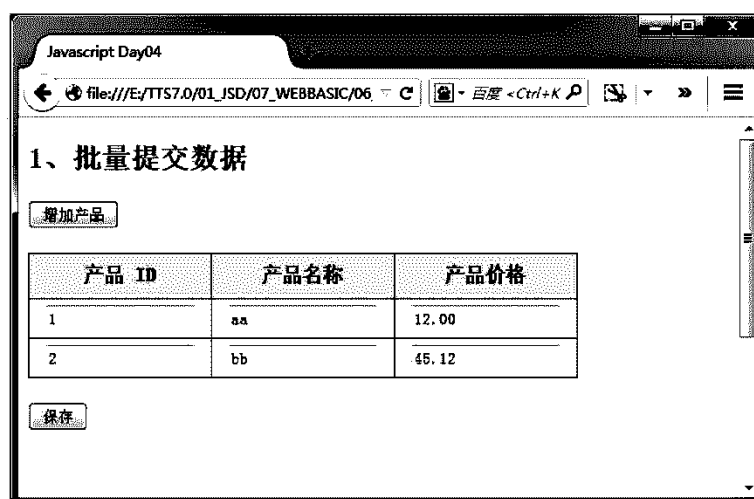 Javascript Day04
file:///E:/TTS7.0/01_JSD/07_WEBBASIC/06_ 百度 <Ctrl+K
1、批量提交数据
增加产品
产品 ID 产品名称 产品价格
1 aa 12.00
2 bb 45.12
保存